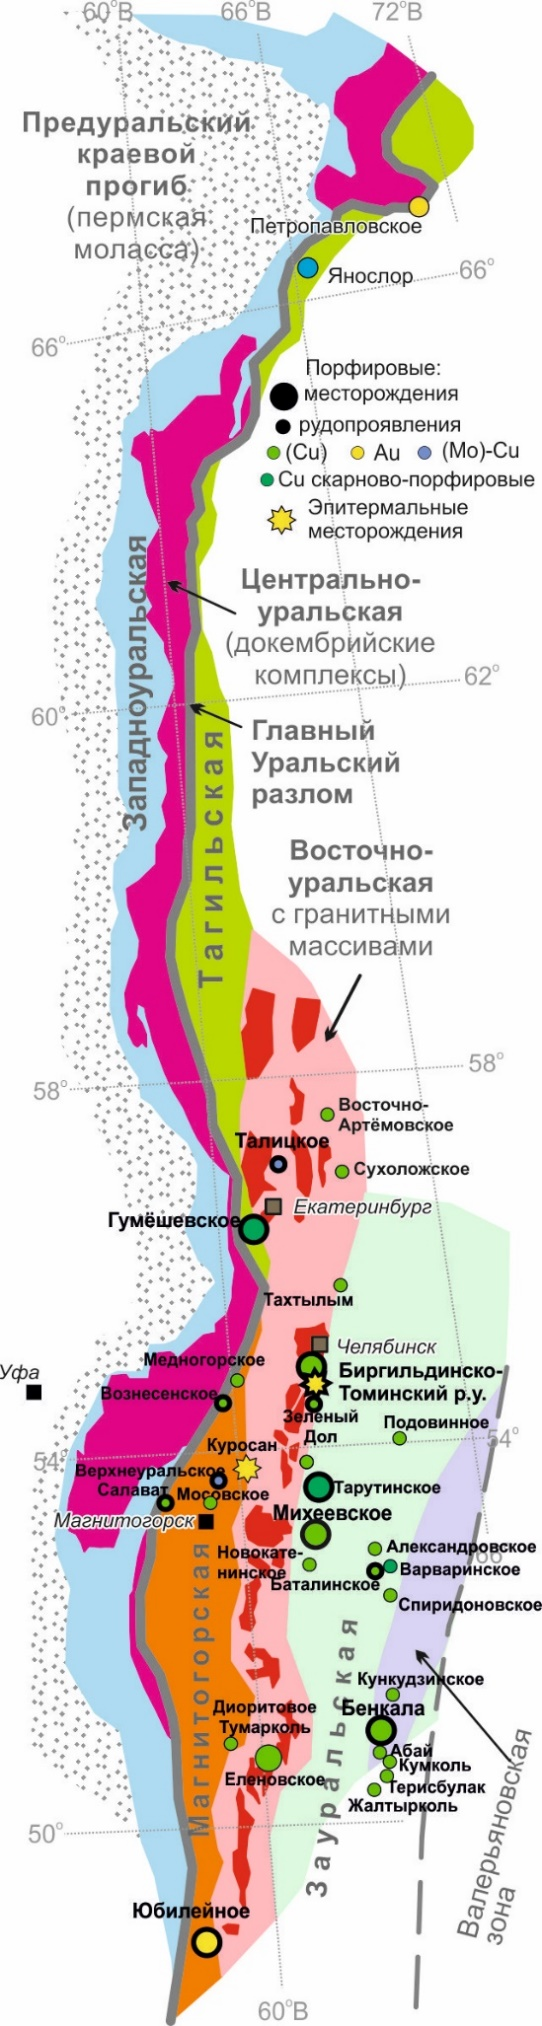 60°В
66°В
72°В
Предуральский
краевой
прогиб
(пермская
моласса)
Петропавловское
Янослор
66°
66°
Порфировые:
месторождения
рудопроявления
(Cu)
Au
(Mo)-Cu
Cu скарново-порфировые
Эпитермальные
месторождения
Западноуральская
Центрально-
уральская
(докембрийские
комплексы)
62°
60°
Главный
Уральский
разлом
Тагильская
Восточно-
уральская
с гранитными
массивами
58°
58°
Восточно-
Артёмовское
Талицкое
Сухоложское
Екатеринбург
Гумёшевское
Тахтылым
Челябинск
Уфа
Медногорское
Биргильдинско-
Томинский р.у.
Вознесенское
Зеленый
Дол
Подовинное
Куросан
54°
54°
Верхнеуральское
Салават
Мосовское
Тарутинское
Магнитогорск
Михеевское
Александровское
66
Новокате-
нинское
Варваринское
Баталинское
Спиридоновское
Магнитогорская
Зауральская
Кункудзинское
Бенкала
Диоритовое
Тумарколь
Абай
Кумколь
Еленовское
Терисбулак
Жалтырколь
Валерьяновская
зона
50°
Юбилейное
60°В